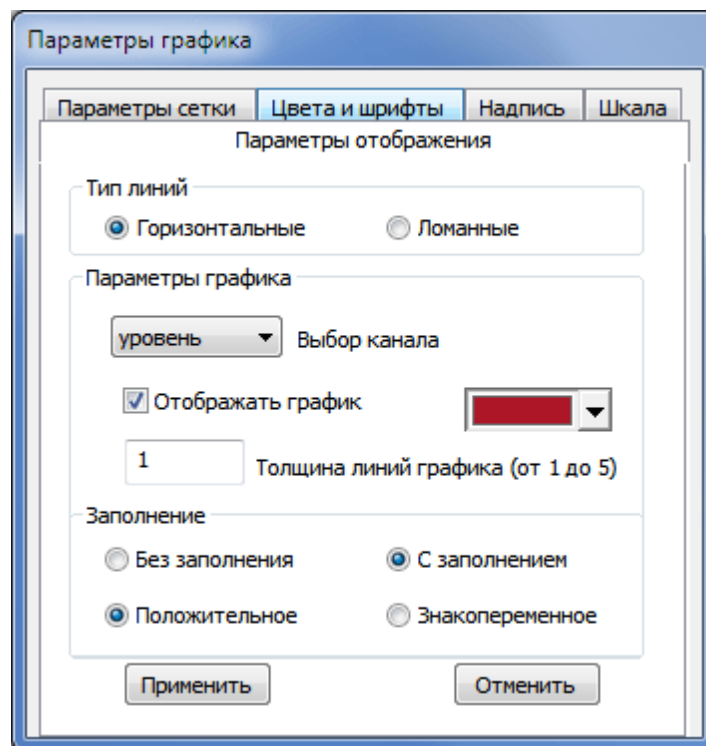 Параметры графика
Параметры сетки Цвета и шрифты Надпись Шкала
Параметры отображения
Тип линий
Горизонтальные Ломанные
Параметры графика
уровень Выбор канала
Отображать график
1 Толщина линий графика (от 1 до 5)
Заполнение
Без заполнения С заполнением
Положительное Знакопеременное
Применить Отменить